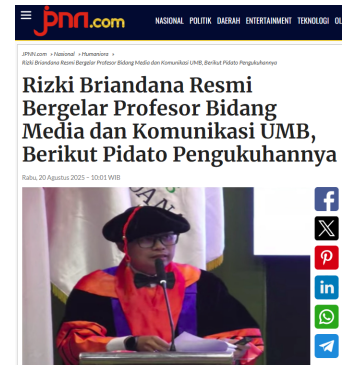 jpnn.com
NASIONAL POLITIK DAERAH ENTERTAINMENT TEKNOLOGI OL
JPNN.com » Nasional » Humaniora »
Rizki Briandana Resmi Bergelar Profesor Bidang Media dan Komunikasi UMB, Berikut Pidato Pengukuhannya
Rizki Briandana Resmi
Bergelar Profesor Bidang
Media dan Komunikasi UMB,
Berikut Pidato Pengukuhannya
Rabu, 20 Agustus 2025 – 10:01 WIB